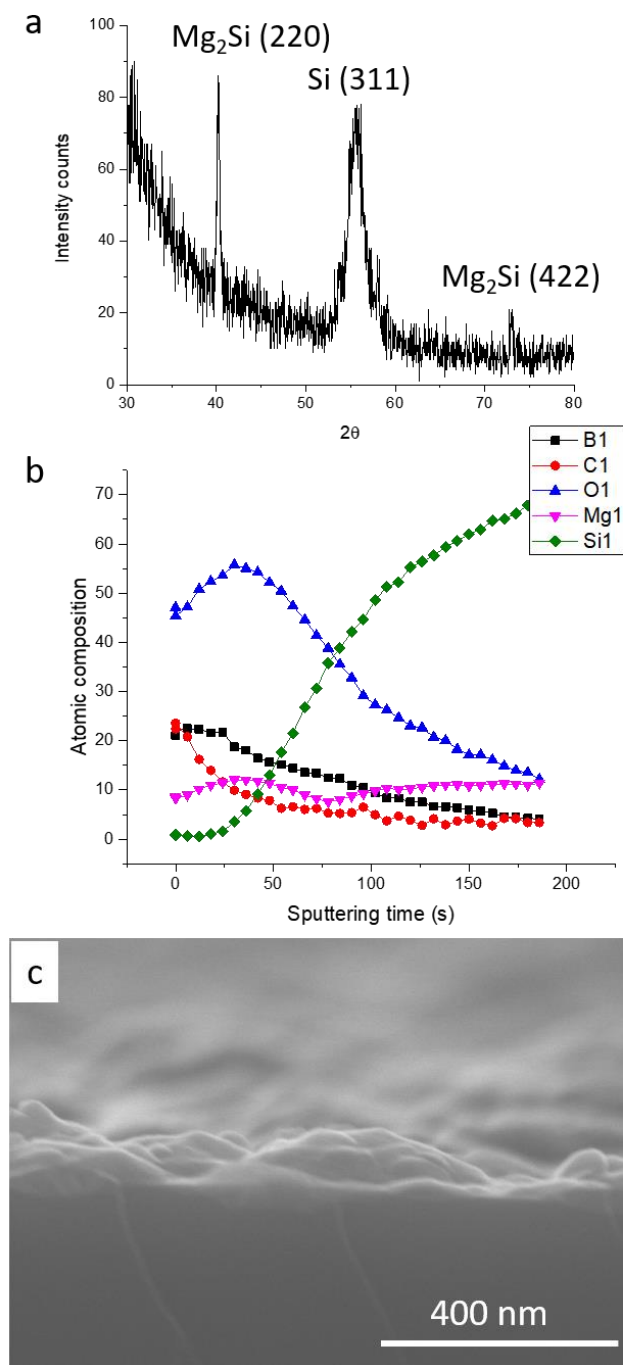 a
Mg₂Si (220)
Si (311)
Mg₂Si (422)
100
80
60
40
20
0
Intensity counts
30 40 50 60 70 80
2θ
b
B1
C1
O1
Mg1
Si1
70
60
50
40
30
20
10
0
Atomic composition
0 50 100 150 200
Sputtering time (s)
c
400 nm